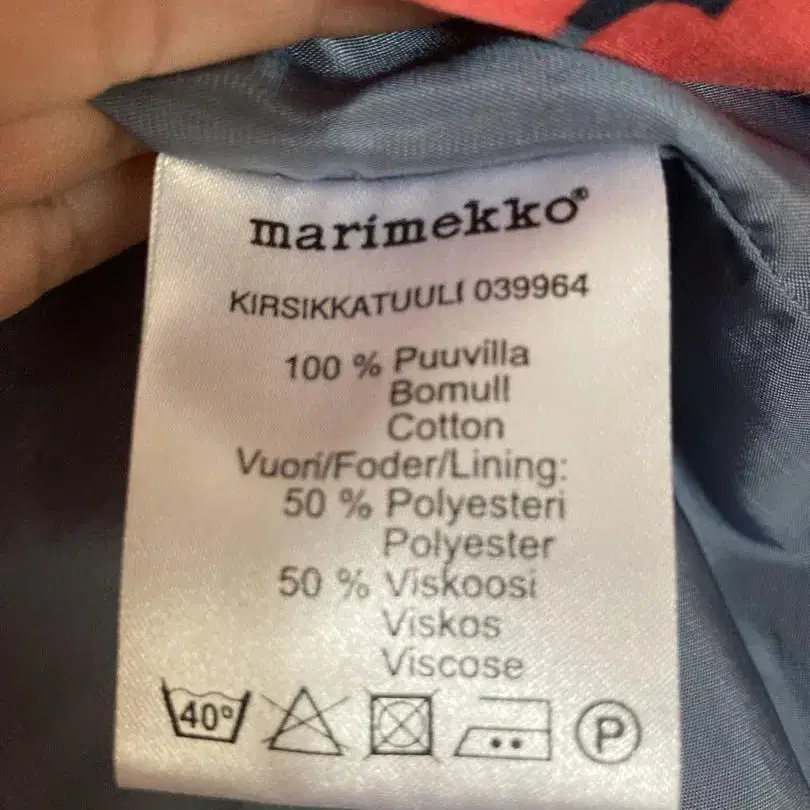 marimekko®
KIRSIKKATUULI 039964
100 % Puuvilla
Bomull
Cotton
Vuori/Foder/Lining:
50 % Polyesteri
Polyester
50 % Viskoosi
Viskos
Viscose
40° P